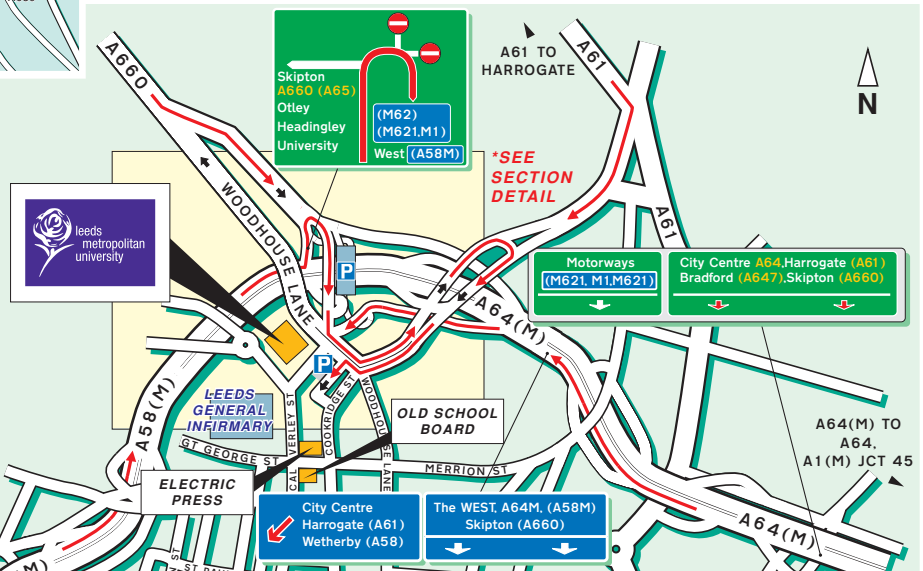 A660
A61 TO
HARROGATE
A61
N
Skipton
A660 (A65)
Otley
Headingley
University
(M62)
(M621,M1)
West (A58M)
*SEE
SECTION
DETAIL
A61
leeds
metropolitan
university
WOODHOUSE LANE
P
Motorways
(M621, M1,M621)
City Centre A64,Harrogate (A61)
Bradford (A647),Skipton (A660)
A64(M)
P
LEEDS
GENERAL
INFIRMARY
A58(M)
CALVERLEY ST
COOKRIDGE ST
WOODHOUSE LANE
OLD SCHOOL
BOARD
GT GEORGE ST
MERRION ST
A64(M) TO
A64,
A1(M) JCT 45
ELECTRIC
PRESS
City Centre
Harrogate (A61)
Wetherby (A58)
The WEST, A64M, (A58M)
Skipton (A660)
A64(M)
M)
ST